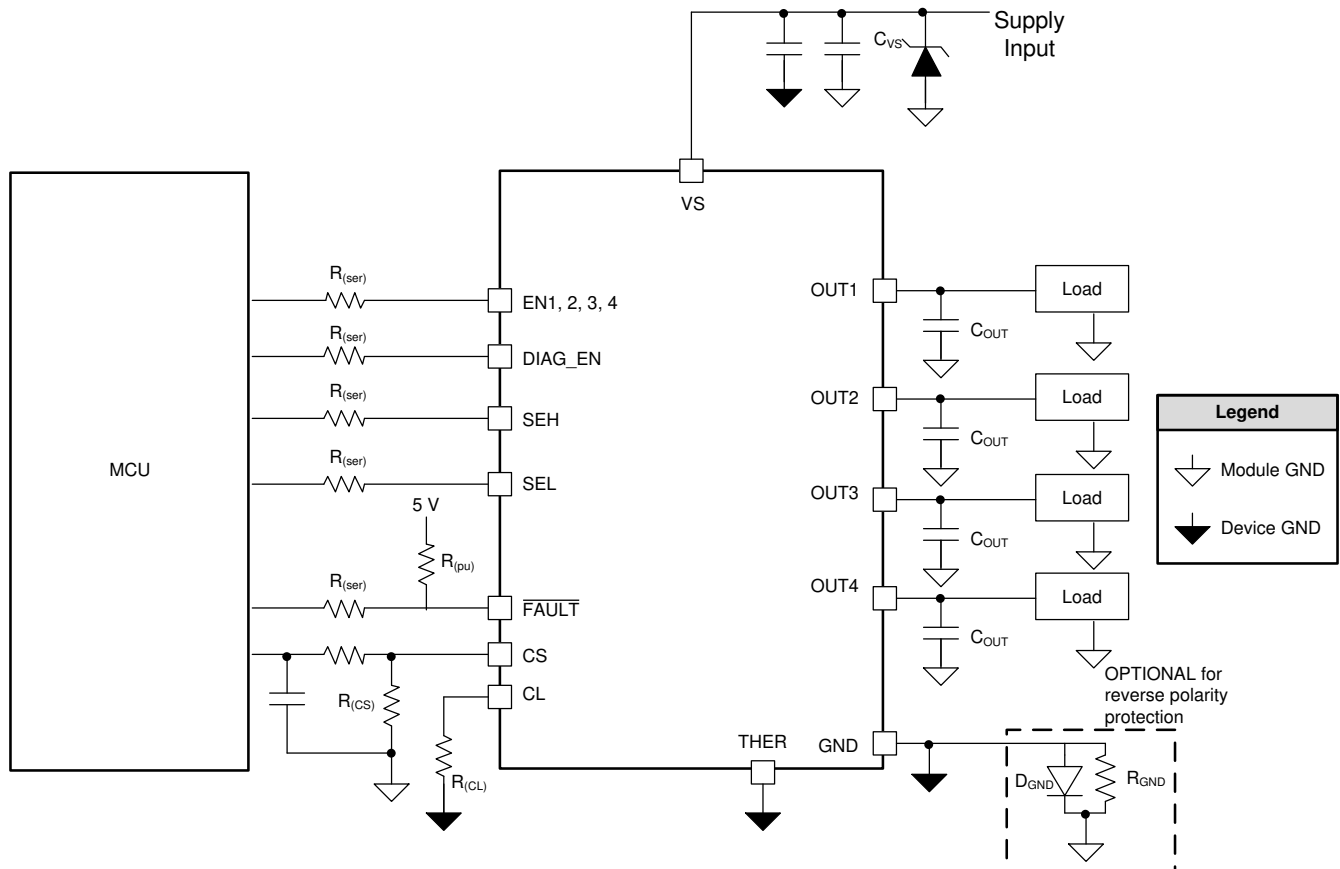 Supply
Input
C_VS
VS
MCU
R_(ser)
EN1, 2, 3, 4
R_(ser)
DIAG_EN
R_(ser)
SEH
R_(ser)
SEL
5 V
R_(pu)
R_(ser)
FAULT
CS
R_(CS)
CL
R_(CL)
THER
GND
OUT1
C_OUT
Load
OUT2
C_OUT
Load
OUT3
C_OUT
Load
OUT4
C_OUT
Load
OPTIONAL for
reverse polarity
protection
D_GND
R_GND
Legend
Module GND
Device GND